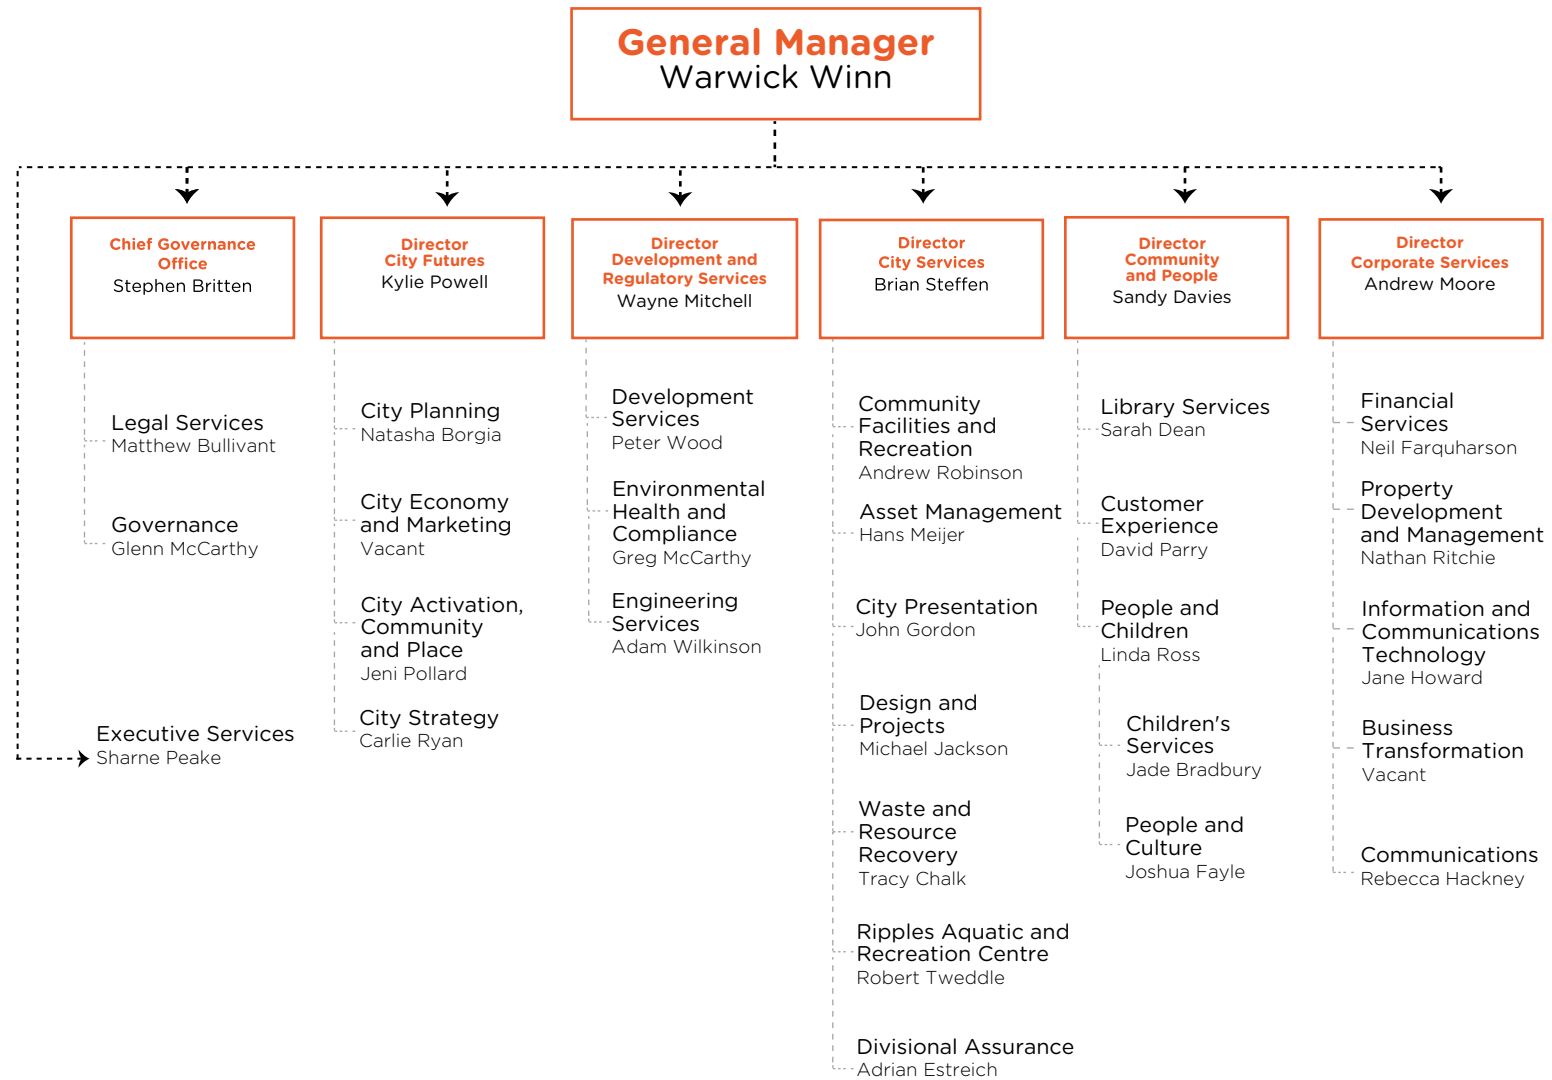 General Manager
Warwick Winn
Chief Governance
Office
Stephen Britten
Legal Services
Matthew Bullivant
Governance
Glenn McCarthy
Executive Services
Sharne Peake
Director
City Futures
Kylie Powell
City Planning
Natasha Borgia
City Economy
and Marketing
Vacant
City Activation,
Community
and Place
Jeni Pollard
City Strategy
Carlie Ryan
Director
Development and
Regulatory Services
Wayne Mitchell
Development
Services
Peter Wood
Environmental
Health and
Compliance
Greg McCarthy
Engineering
Services
Adam Wilkinson
Director
City Services
Brian Steffen
Community
Facilities and
Recreation
Andrew Robinson
Asset Management
Hans Meijer
City Presentation
John Gordon
Design and
Projects
Michael Jackson
Waste and
Resource
Recovery
Tracy Chalk
Ripples Aquatic and
Recreation Centre
Robert Tweddle
Divisional Assurance
Adrian Estreich
Director
Community
and People
Sandy Davies
Library Services
Sarah Dean
Customer
Experience
David Parry
People and
Children
Linda Ross
Children's
Services
Jade Bradbury
People and
Culture
Joshua Fayle
Director
Corporate Services
Andrew Moore
Financial
Services
Neil Farquharson
Property
Development
and Management
Nathan Ritchie
Information and
Communications
Technology
Jane Howard
Business
Transformation
Vacant
Communications
Rebecca Hackney